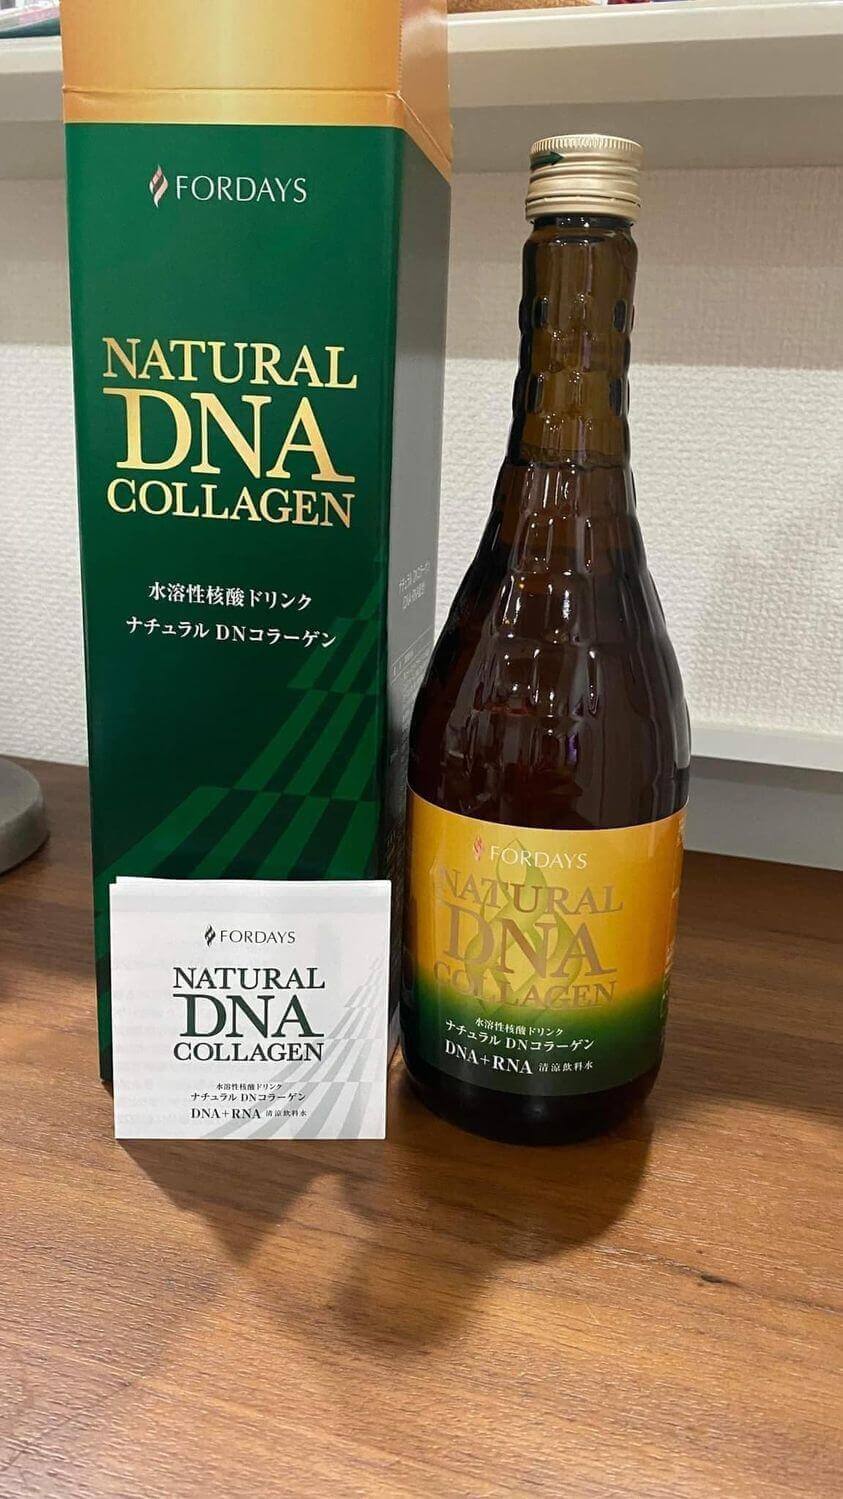 FORDAYS
NATURAL
DNA
COLLAGEN
水溶性核酸ドリンク
ナチュラル DNコラーゲン
FORDAYS
NATURAL
DNA
COLLAGEN
水溶性核酸ドリンク
ナチュラル DNコラーゲン
DNA+RNA 清涼飲料水
FORDAYS
NATURAL
DNA
COLLAGEN
水溶性核酸ドリンク
ナチュラル DNコラーゲン
DNA+RNA 清涼飲料水